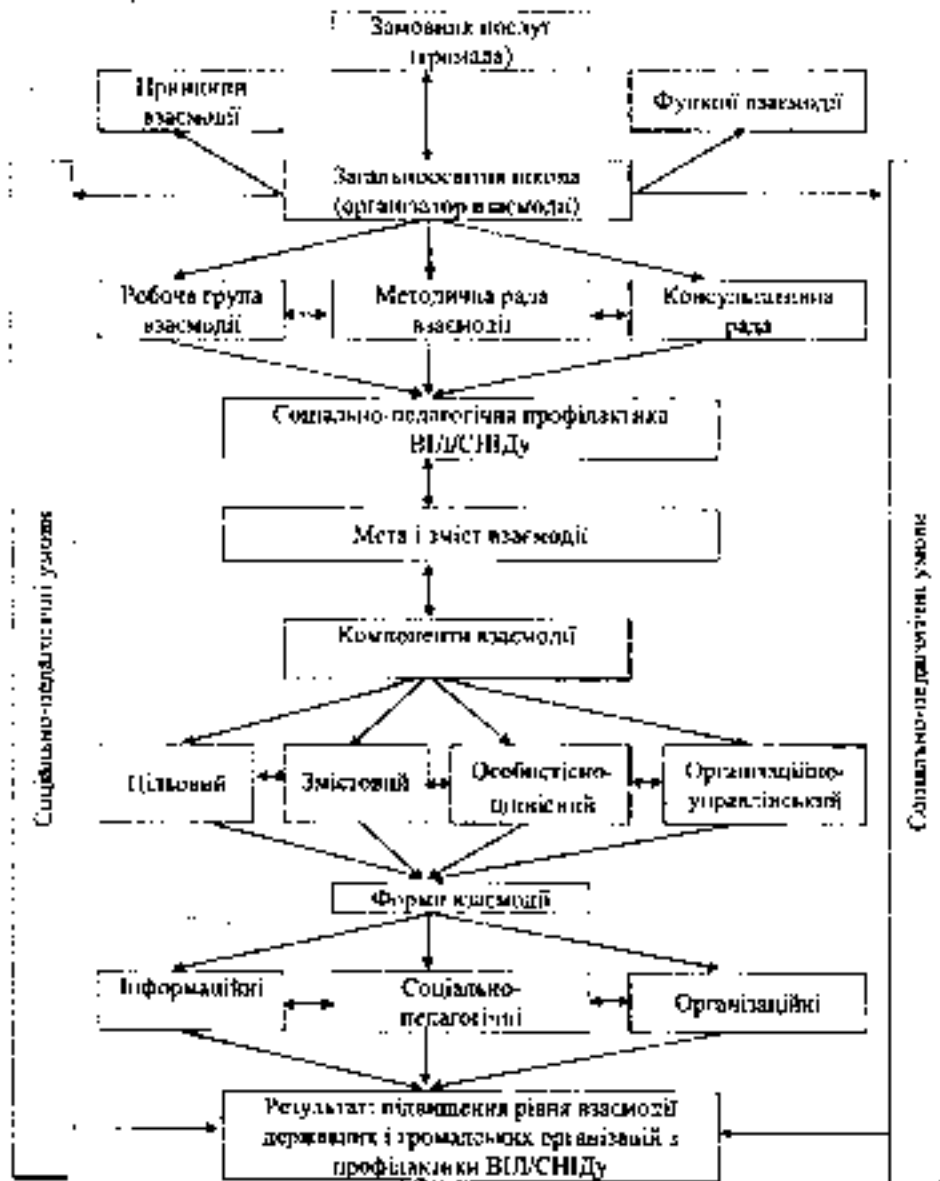 Замовник послуг
(громада)
Принципи
взаємодії
Функції взаємодії
Загальноосвітня школа
(організатор взаємодії)
Робоча група
взаємодії
Методична рада
взаємодії
Консультативна
рада
Соціально-педагогічна профілактика
ВІЛ/СНІДу
Мета і зміст взаємодії
Компоненти взаємодії
Цільовий
Змістовий
Особистісно-
Організаційно-
управлінський
Форми взаємодії
Інформаційні
Соціально-
педагогічні
Організаційні
Результат: підвищення рівня взаємодії
державних і громадських організацій з
профілактики ВІЛ/СНІДу
Соціально-педагогічні умови
Соціально-педагогічні умови